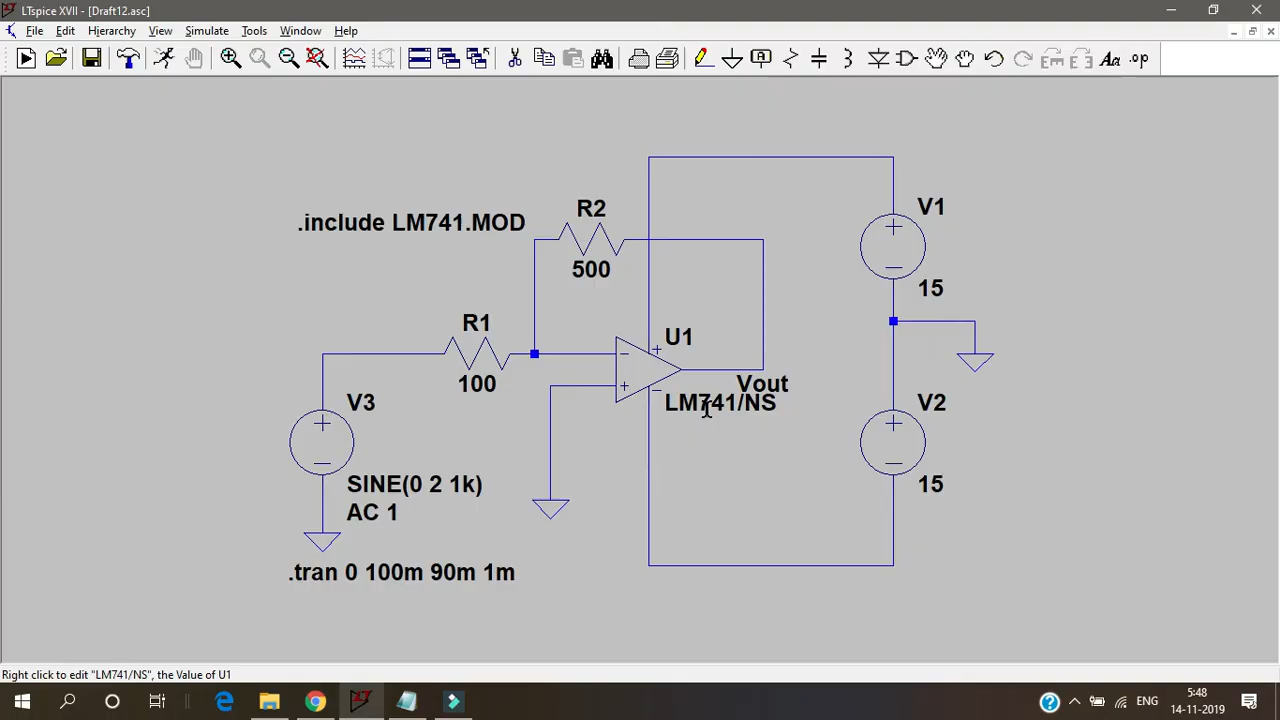 LTspice XVII - [Draft12.asc]
File Edit Hierarchy View Simulate Tools Window Help
A Aa .op
.include LM741.MOD
R2
500
V1
15
R1
100
U1
Vout
LM741/NS
V3
SINE(0 2 1k)
AC 1
V2
15
.tran 0 100m 90m 1m
Right click to edit "LM741/NS", the Value of U1
ENG
5:48
14-11-2019